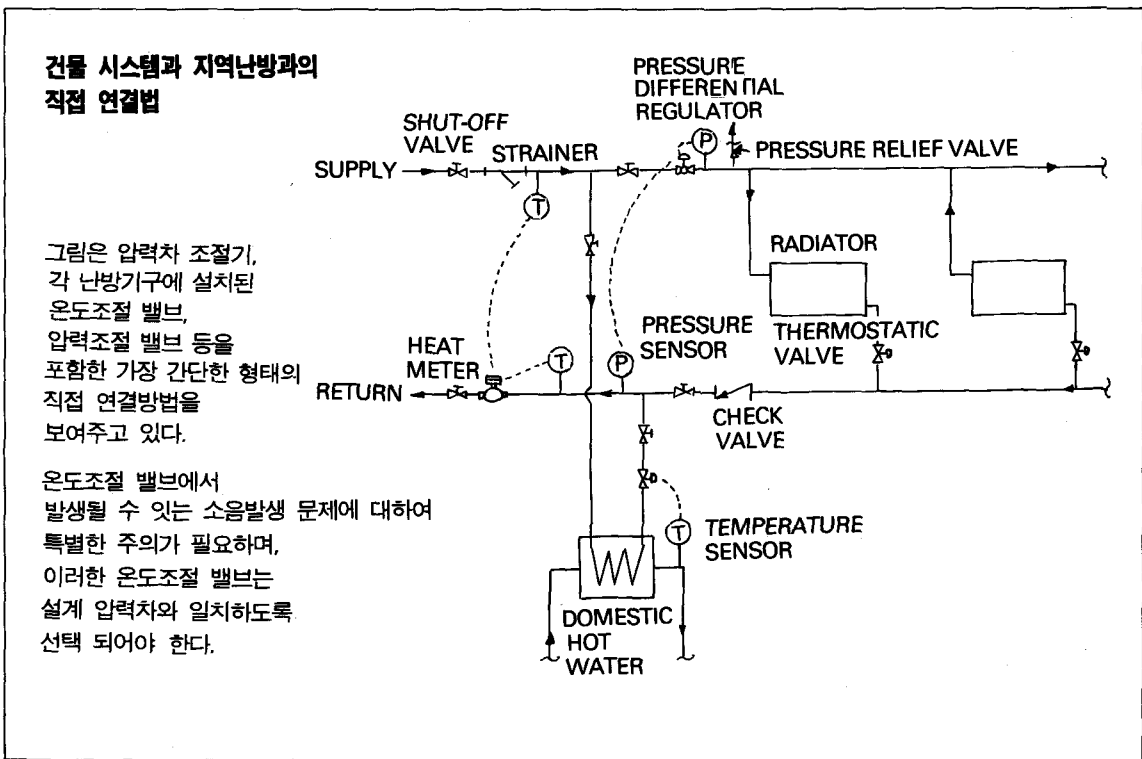 건물 시스템과 지역난방과의
직접 연결법
그림은 압력차 조절기,
각 난방기구에 설치된
온도조절 밸브,
압력조절 밸브 등을
포함한 가장 간단한 형태의
직접 연결방법을
보여주고 있다.
온도조절 밸브에서
발생될 수 잇는 소음발생 문제에 대하여
특별한 주의가 필요하며,
이러한 온도조절 밸브는
설계 압력차와 일치하도록
선택 되어야 한다.
SHUT-OFF
VALVE
STRAINER
SUPPLY
T
PRESSURE
DIFFERENTIAL
REGULATOR
P
PRESSURE RELIEF VALVE
RADIATOR
THERMOSTATIC
VALVE
PRESSURE
SENSOR
P
HEAT
METER
T
RETURN
CHECK
VALVE
T
TEMPERATURE
SENSOR
DOMESTIC
HOT
WATER